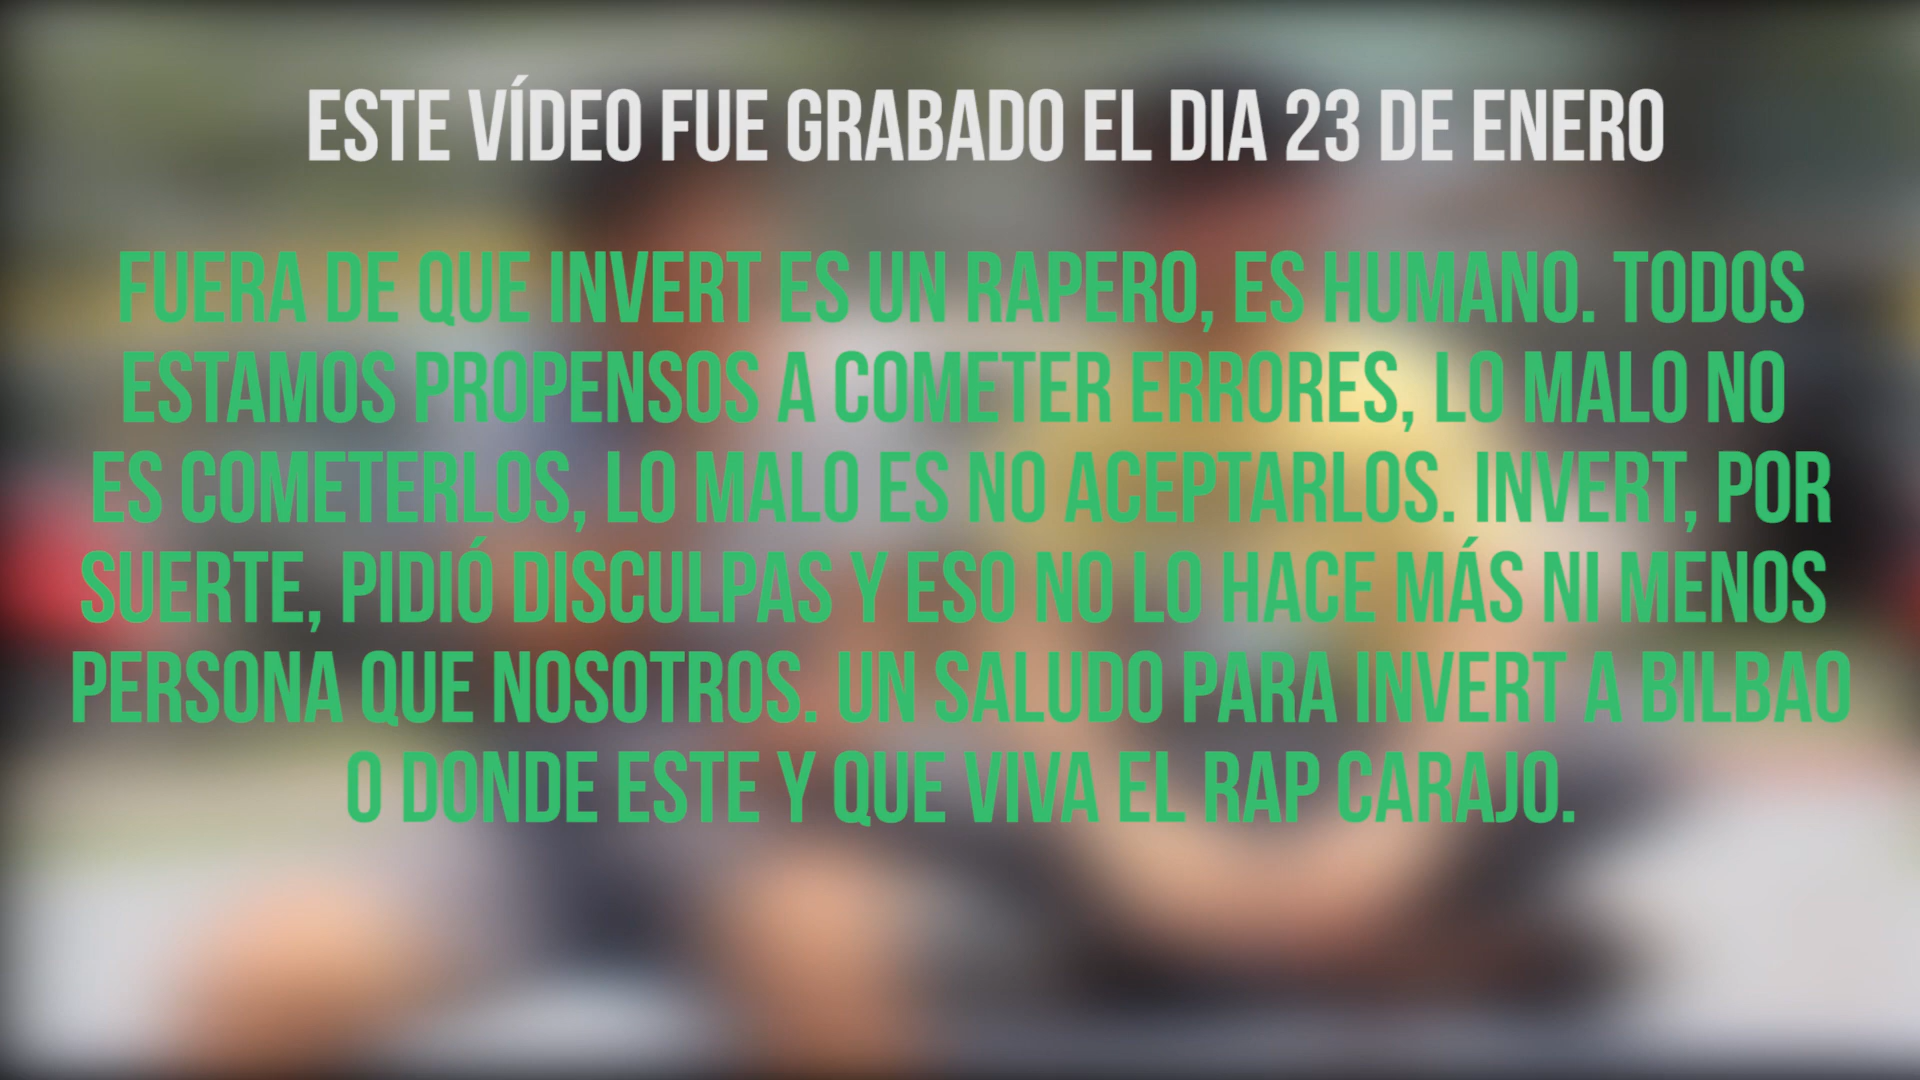 ESTE VÍDEO FUE GRABADO EL DIA 23 DE ENERO
FUERA DE QUE INVERT ES UN RAPERO, ES HUMANO. TODOS
ESTAMOS PROPENSOS A COMETER ERRORES, LO MALO NO
ES COMETERLOS, LO MALO ES NO ACEPTARLOS. INVERT, POR
SUERTE, PIDIÓ DISCULPAS Y ESO NO LO HACE MÁS NI MENOS
PERSONA QUE NOSOTROS. UN SALUDO PARA INVERT A BILBAO
O DONDE ESTE Y QUE VIVA EL RAP CARAJO.